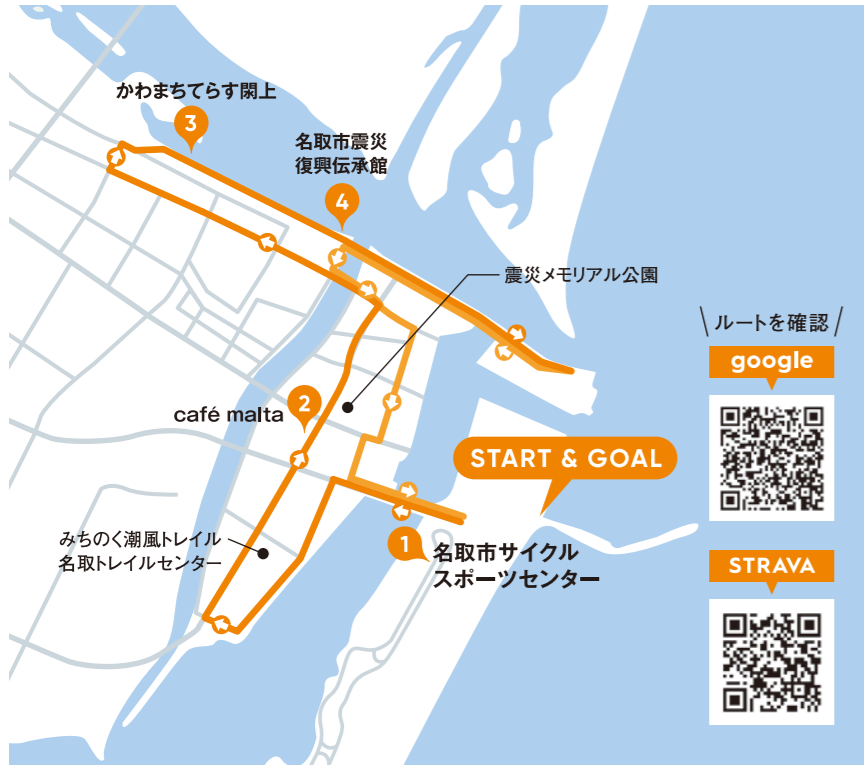 かわまちてらす閖上
3
名取市震災
復興伝承館
4
震災メモリアル公園
ルートを確認
google
café malta
2
START & GOAL
みちのく潮風トレイル
名取トレイルセンター
1
名取市サイクル
スポーツセンター
STRAVA